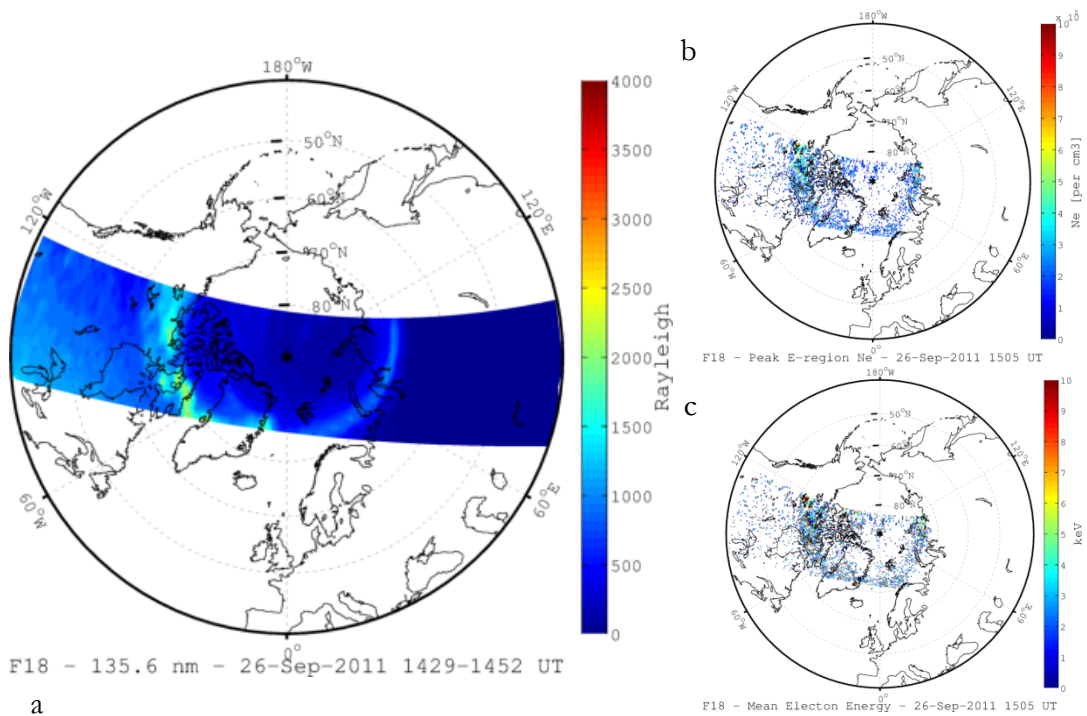 a
180°W
120°W
120°E
60°W
60°E
0°
50°N
60°N
70°N
80°N
4000
3500
3000
2500
2000
1500
1000
500
0
Rayleigh
F18 - 135.6 nm - 26-Sep-2011 1429-1452 UT
b
180°W
120°W
120°E
60°W
60°E
0°
50°N
60°N
70°N
80°N
x 10⁵
10
9
8
7
6
5
4
3
2
1
0
Ne [per cm3]
F18 - Peak E-region Ne - 26-Sep-2011 1505 UT
c
180°W
120°W
120°E
60°W
60°E
0°
50°N
60°N
70°N
80°N
10
9
8
7
6
5
4
3
2
1
0
keV
F18 - Mean Electon Energy - 26-Sep-2011 1505 UT